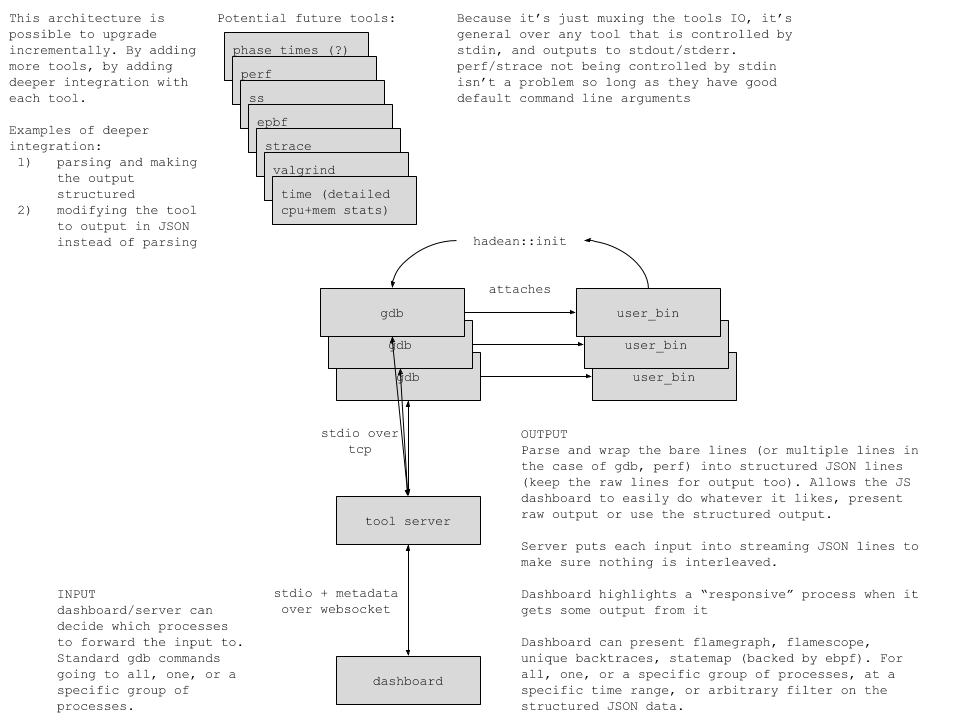 This architecture is
possible to upgrade
incrementally. By adding
more tools, by adding
deeper integration with
each tool.
Examples of deeper
integration:
1) parsing and making
the output
structured
2) modifying the tool
to output in JSON
instead of parsing
Potential future tools:
phase times (?)
perf
ss
epbf
strace
valgrind
time (detailed
cpu+mem stats)
Because it's just muxing the tools IO, it's
general over any tool that is controlled by
stdin, and outputs to stdout/stderr.
perf/strace not being controlled by stdin
isn't a problem so long as they have good
default command line arguments
hadean::init
attaches
gdb
user_bin
gdb
user_bin
gdb
user_bin
stdio over
tcp
tool server
stdio + metadata
over websocket
dashboard
INPUT
dashboard/server can
decide which processes
to forward the input to.
Standard gdb commands
going to all, one, or a
specific group of
processes.
OUTPUT
Parse and wrap the bare lines (or multiple lines in
the case of gdb, perf) into structured JSON lines
(keep the raw lines for output too). Allows the JS
dashboard to easily do whatever it likes, present
raw output or use the structured output.
Server puts each input into streaming JSON lines to
make sure nothing is interleaved.
Dashboard highlights a “responsive” process when it
gets some output from it
Dashboard can present flamegraph, flamescope,
unique backtraces, statemap (backed by ebpf). For
all, one, or a specific group of processes, at a
specific time range, or arbitrary filter on the
structured JSON data.